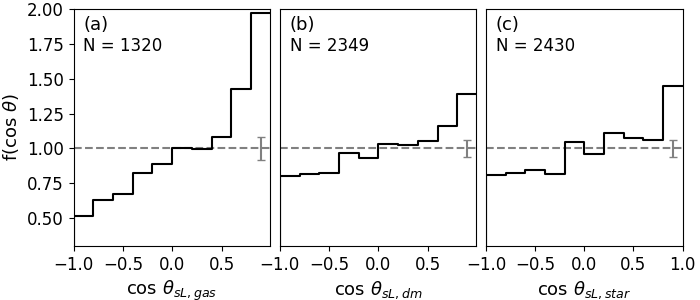 f(cos θ)
2.00
1.75
1.50
1.25
1.00
0.75
0.50
(a)
N = 1320
(b)
N = 2349
(c)
N = 2430
−1.0 −0.5 0.0 0.5 −1.0 −0.5 0.0 0.5 −1.0 −0.5 0.0 0.5 1.0
cos θsL, gas cos θsL, dm cos θsL, star